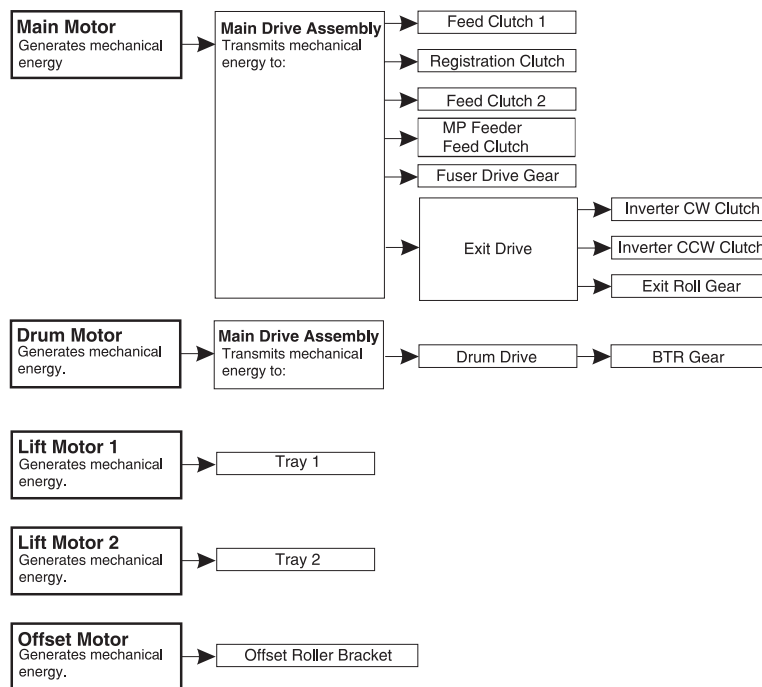 Main Motor
Generates mechanical
energy
Main Drive Assembly
Transmits mechanical
energy to:
Feed Clutch 1
Registration Clutch
Feed Clutch 2
MP Feeder
Feed Clutch
Fuser Drive Gear
Exit Drive
Inverter CW Clutch
Inverter CCW Clutch
Exit Roll Gear
Drum Motor
Generates mechanical
energy.
Main Drive Assembly
Transmits mechanical
energy to:
Drum Drive
BTR Gear
Lift Motor 1
Generates mechanical
energy.
Tray 1
Lift Motor 2
Generates mechanical
energy.
Tray 2
Offset Motor
Generates mechanical
energy.
Offset Roller Bracket